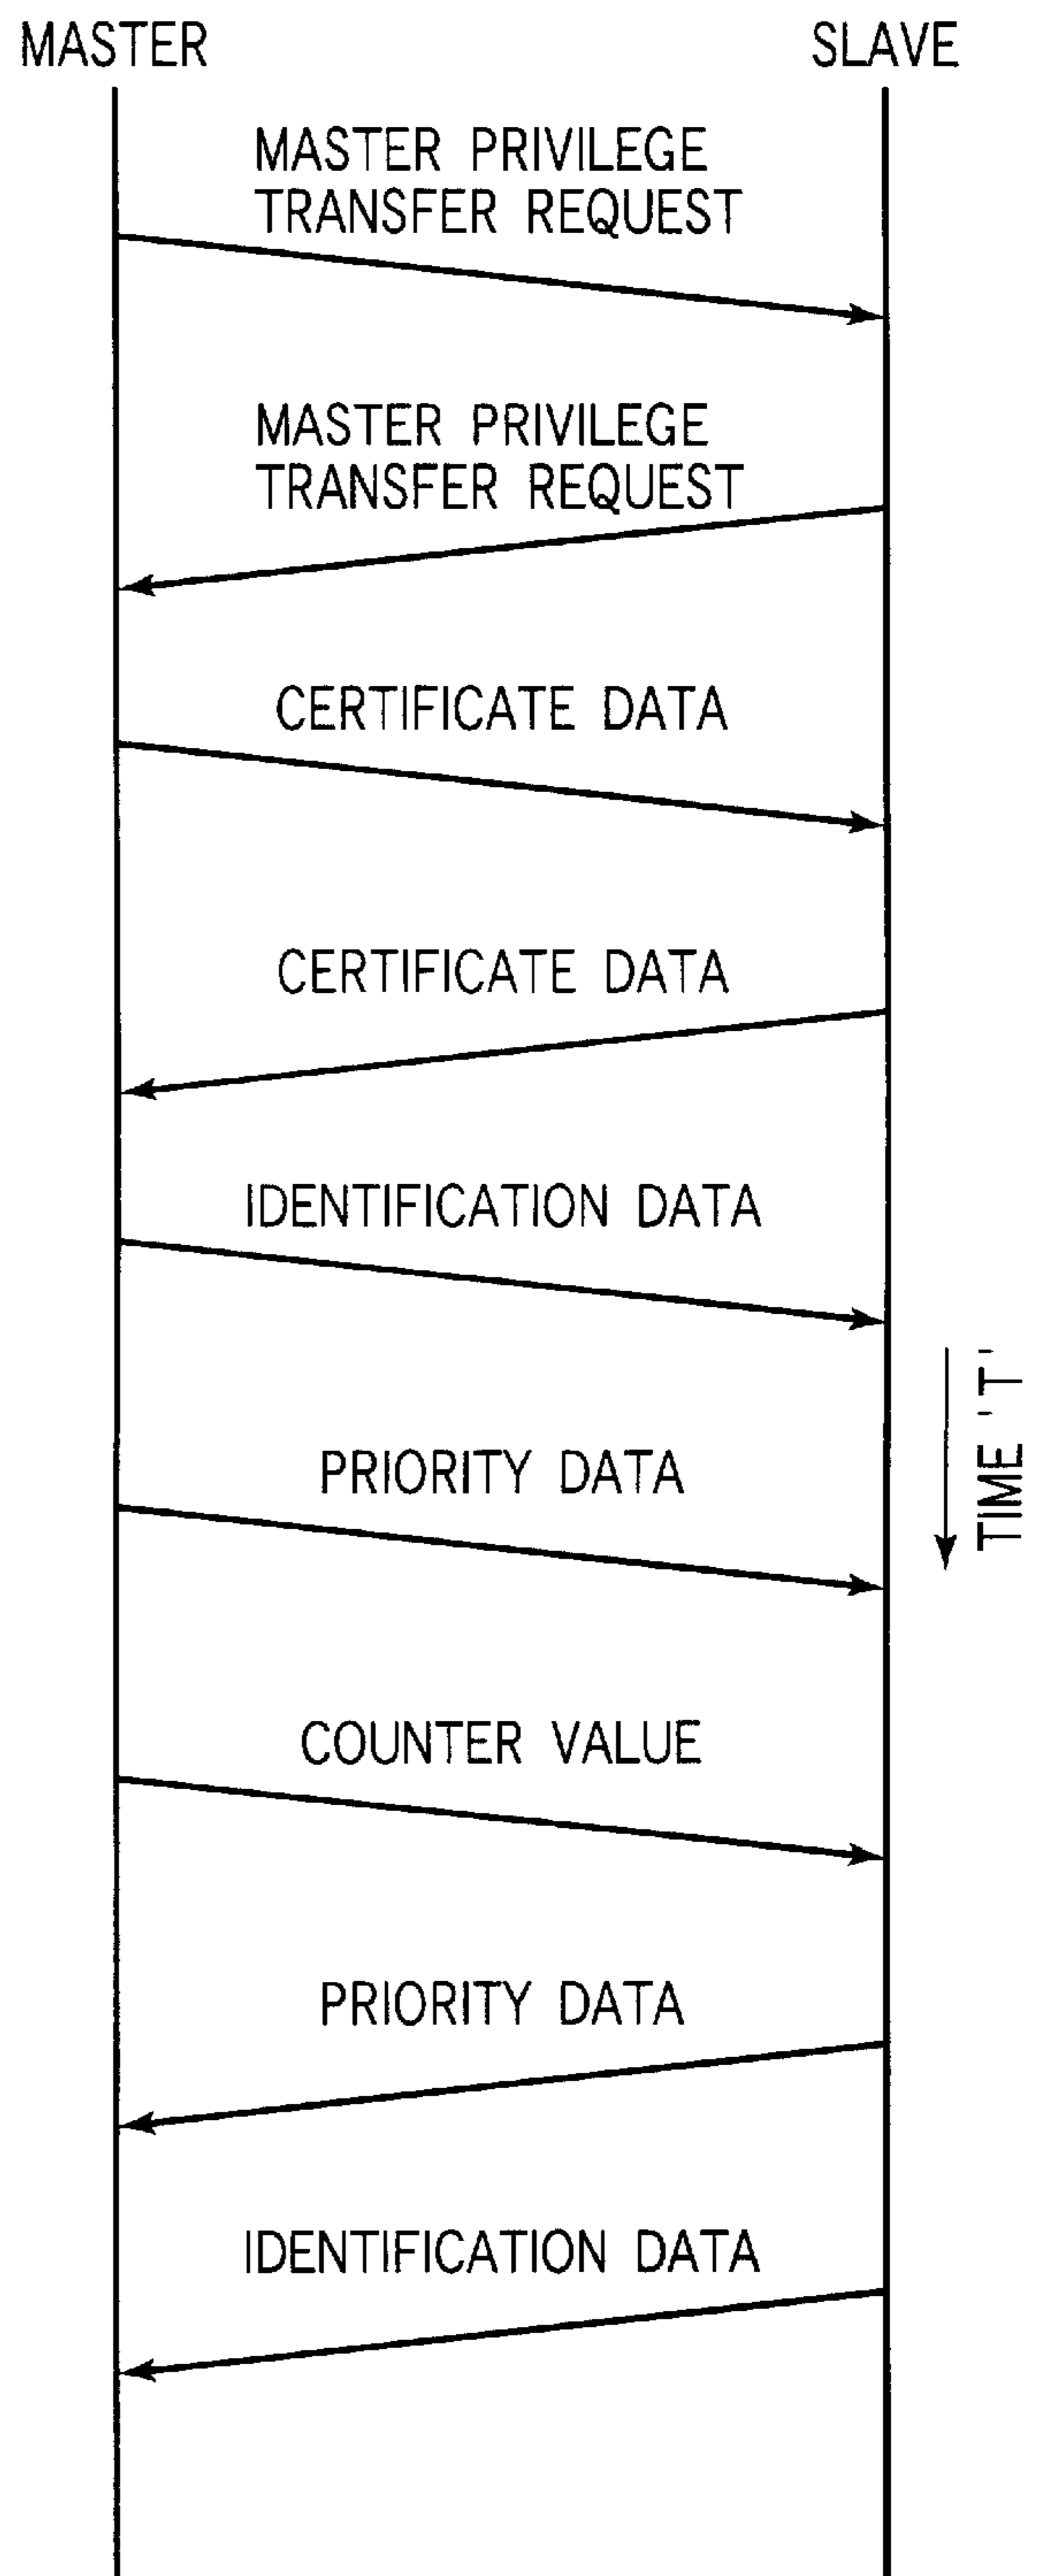 MASTER
SLAVE
MASTER PRIVILEGE
TRANSFER REQUEST
MASTER PRIVILEGE
TRANSFER REQUEST
CERTIFICATE DATA
CERTIFICATE DATA
IDENTIFICATION DATA
TIME 'T'
PRIORITY DATA
COUNTER VALUE
PRIORITY DATA
IDENTIFICATION DATA